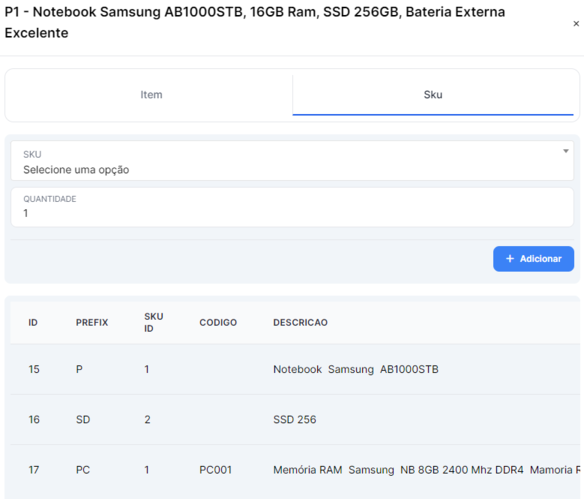 P1 - Notebook Samsung AB1000STB, 16GB Ram, SSD 256GB, Bateria Externa
Excelente
×
Item
Sku
SKU
Selecione uma opção
QUANTIDADE
1
+ Adicionar
ID PREFIX SKU ID CODIGO DESCRICAO
15 P 1 Notebook Samsung AB1000STB
16 SD 2 SSD 256
17 PC 1 PC001 Memória RAM Samsung NB 8GB 2400 Mhz DDR4 Mamoria